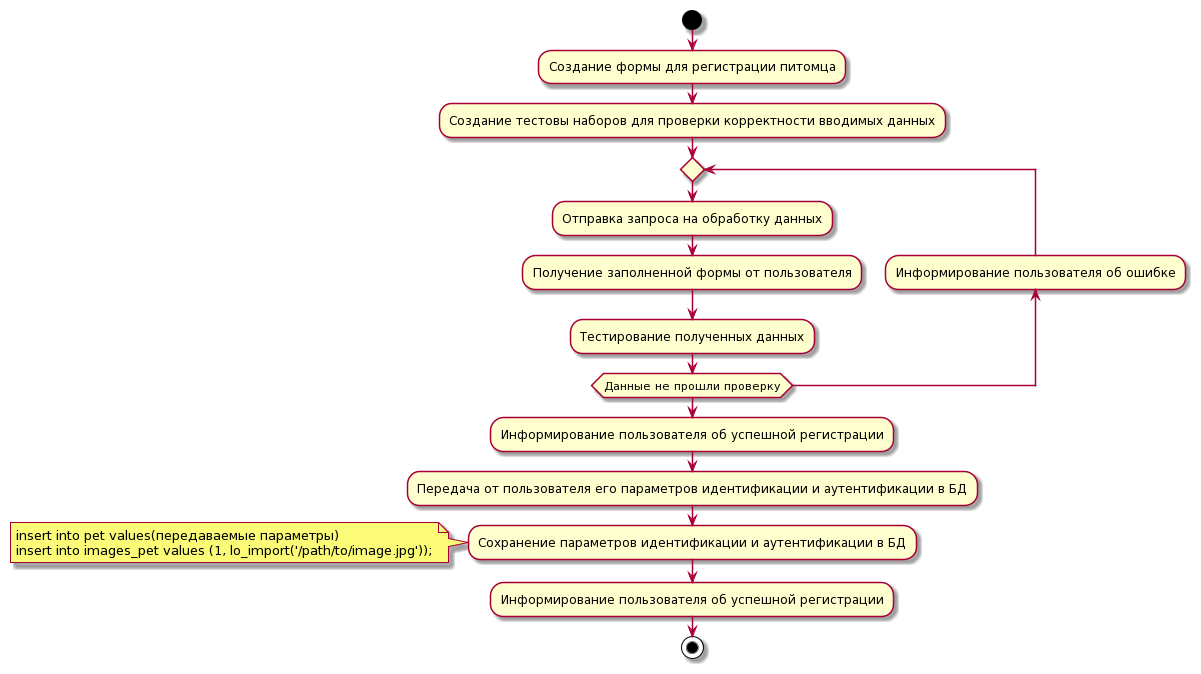 Создание формы для регистрации питомца
Создание тестовы наборов для проверки корректности вводимых данных
Отправка запроса на обработку данных
Получение заполненной формы от пользователя
Информирование пользователя об ошибке
Тестирование полученных данных
Данные не прошли проверку
Информирование пользователя об успешной регистрации
Передача от пользователя его параметров идентификации и аутентификации в БД
insert into pet values(передаваемые параметры)
insert into images_pet values (1, lo_import('/path/to/image.jpg'));
Сохранение параметров идентификации и аутентификации в БД
Информирование пользователя об успешной регистрации